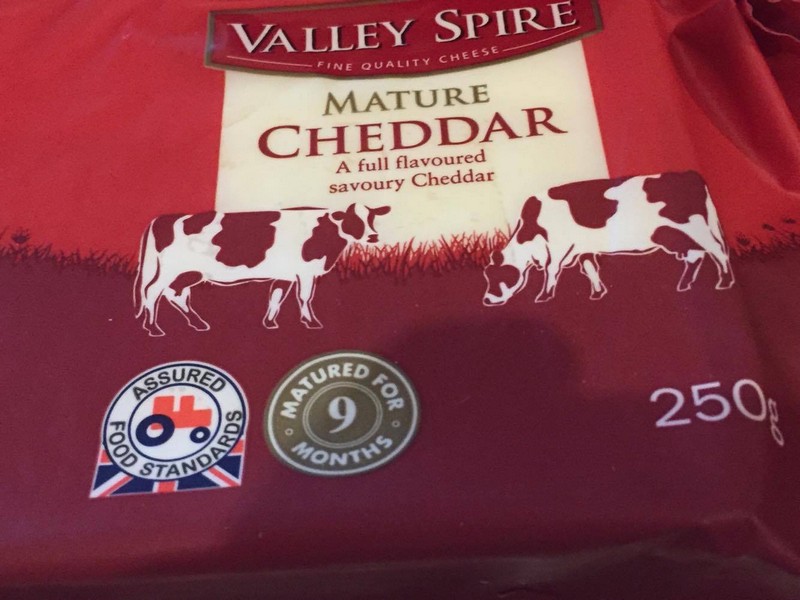 VALLEY SPIRE
FINE QUALITY CHEESE
MATURE
CHEDDAR
A full flavoured
savoury Cheddar
ASSURED
FOOD STANDARDS
MATURED FOR
9
MONTHS
250g